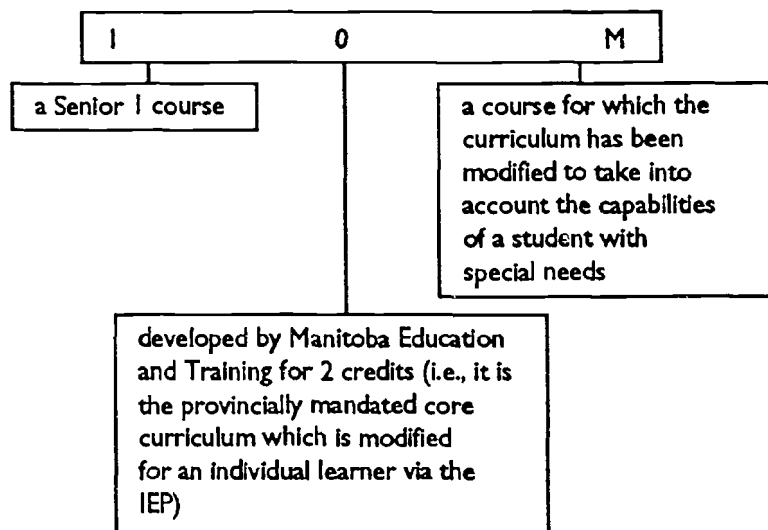 1 0 M
a Senior 1 course
a course for which the
curriculum has been
modified to take into
account the capabilities
of a student with
special needs
developed by Manitoba Education
and Training for 2 credits (i.e., it is
the provincially mandated core
curriculum which is modified
for an individual learner via the
IEP)